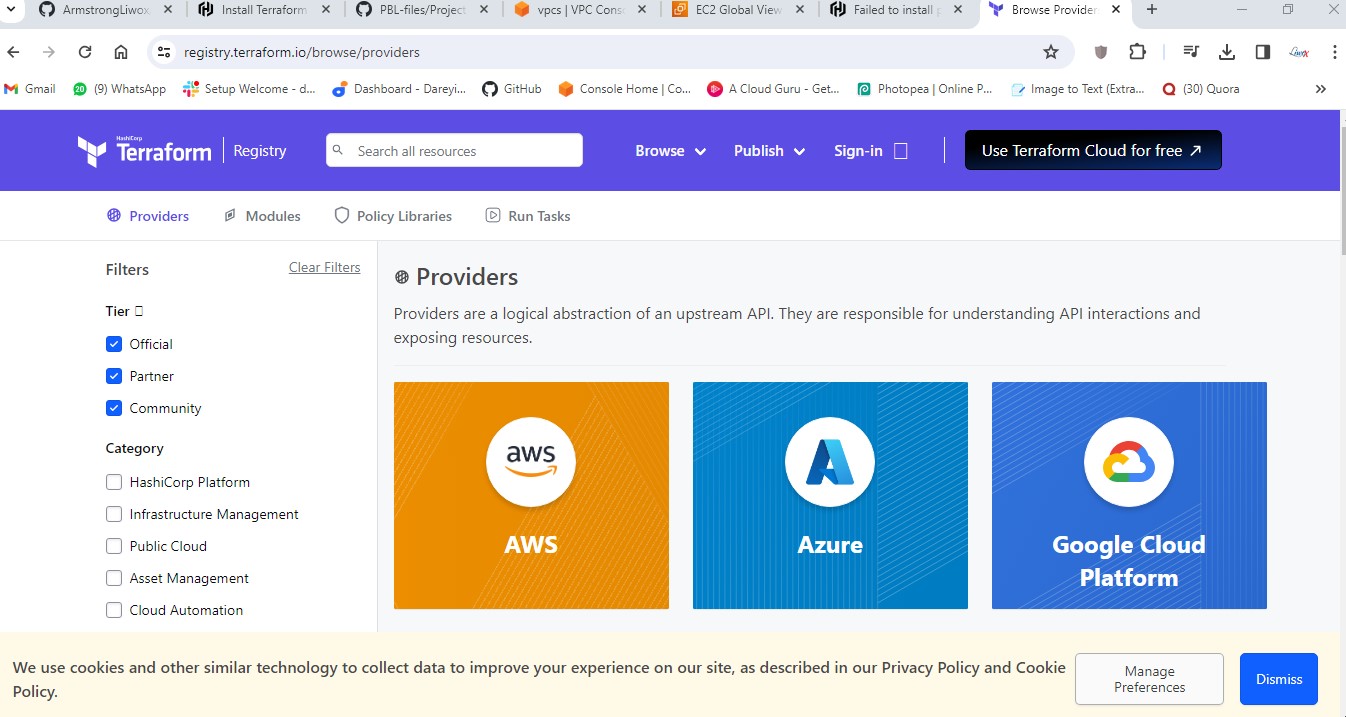 ArmstrongLiwox
Install Terraform
PBL-files/Project
vpcs | VPC Cons
EC2 Global View
Failed to install p
Browse Provider
registry.terraform.io/browse/providers
Gmail
20
(9) WhatsApp
Setup Welcome - d...
Dashboard - Dareyi...
GitHub
Console Home | Co...
A Cloud Guru - Get...
Photopea | Online P...
Image to Text (Extra...
(30) Quora
HashiCorp
Terraform
Registry
Search all resources
Browse
Publish
Sign-in
Use Terraform Cloud for free
Providers
Modules
Policy Libraries
Run Tasks
Filters
Clear Filters
Tier
Official
Partner
Community
Category
HashiCorp Platform
Infrastructure Management
Public Cloud
Asset Management
Cloud Automation
Providers
Providers are a logical abstraction of an upstream API. They are responsible for understanding API interactions and
exposing resources.
aws
AWS
Azure
Google Cloud
Platform
We use cookies and other similar technology to collect data to improve your experience on our site, as described in our Privacy Policy and Cookie
Policy.
Manage
Preferences
Dismiss